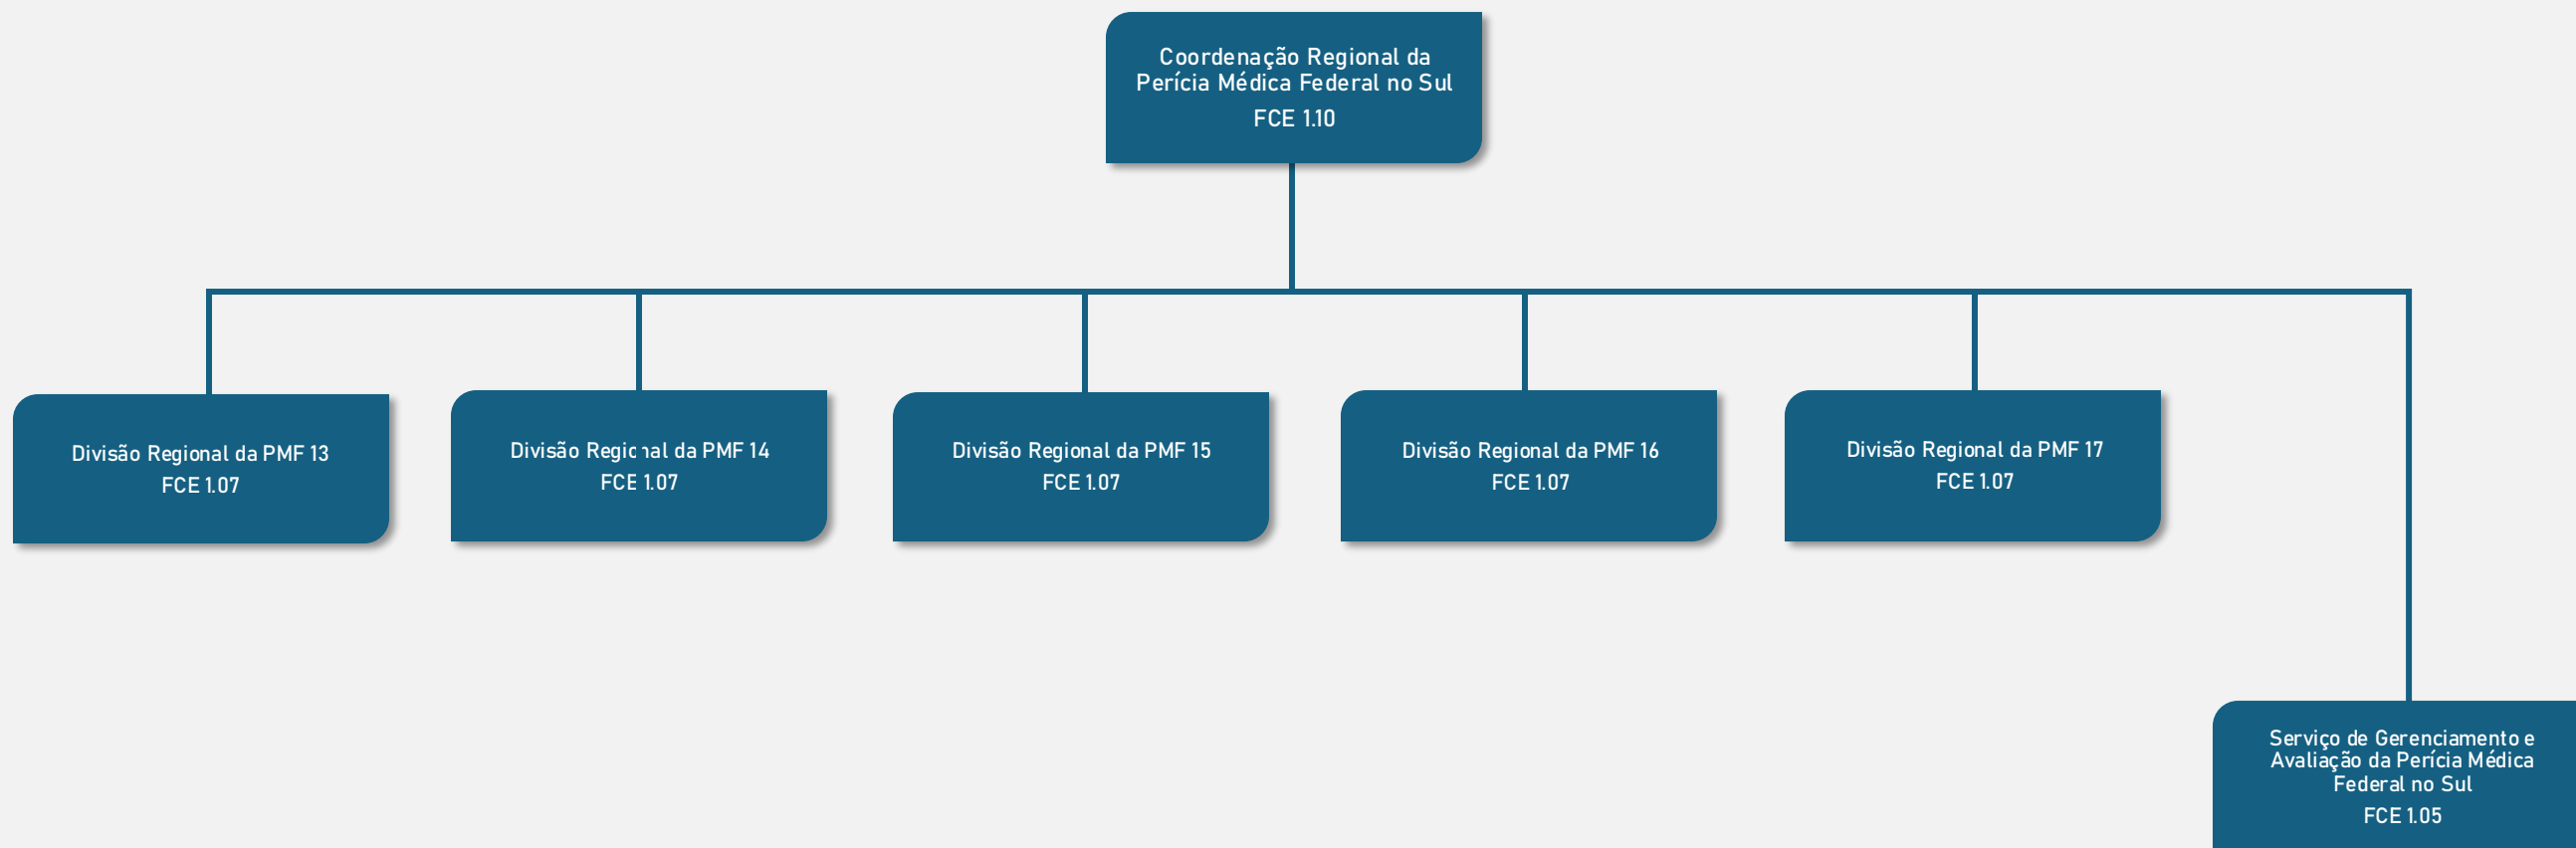 Coordenação Regional da
Perícia Médica Federal no Sul
FCE 1.10
Divisão Regional da PMF 13
FCE 1.07
Divisão Regional da PMF 14
FCE 1.07
Divisão Regional da PMF 15
FCE 1.07
Divisão Regional da PMF 16
FCE 1.07
Divisão Regional da PMF 17
FCE 1.07
Serviço de Gerenciamento e
Avaliação da Perícia Médica
Federal no Sul
FCE 1.05